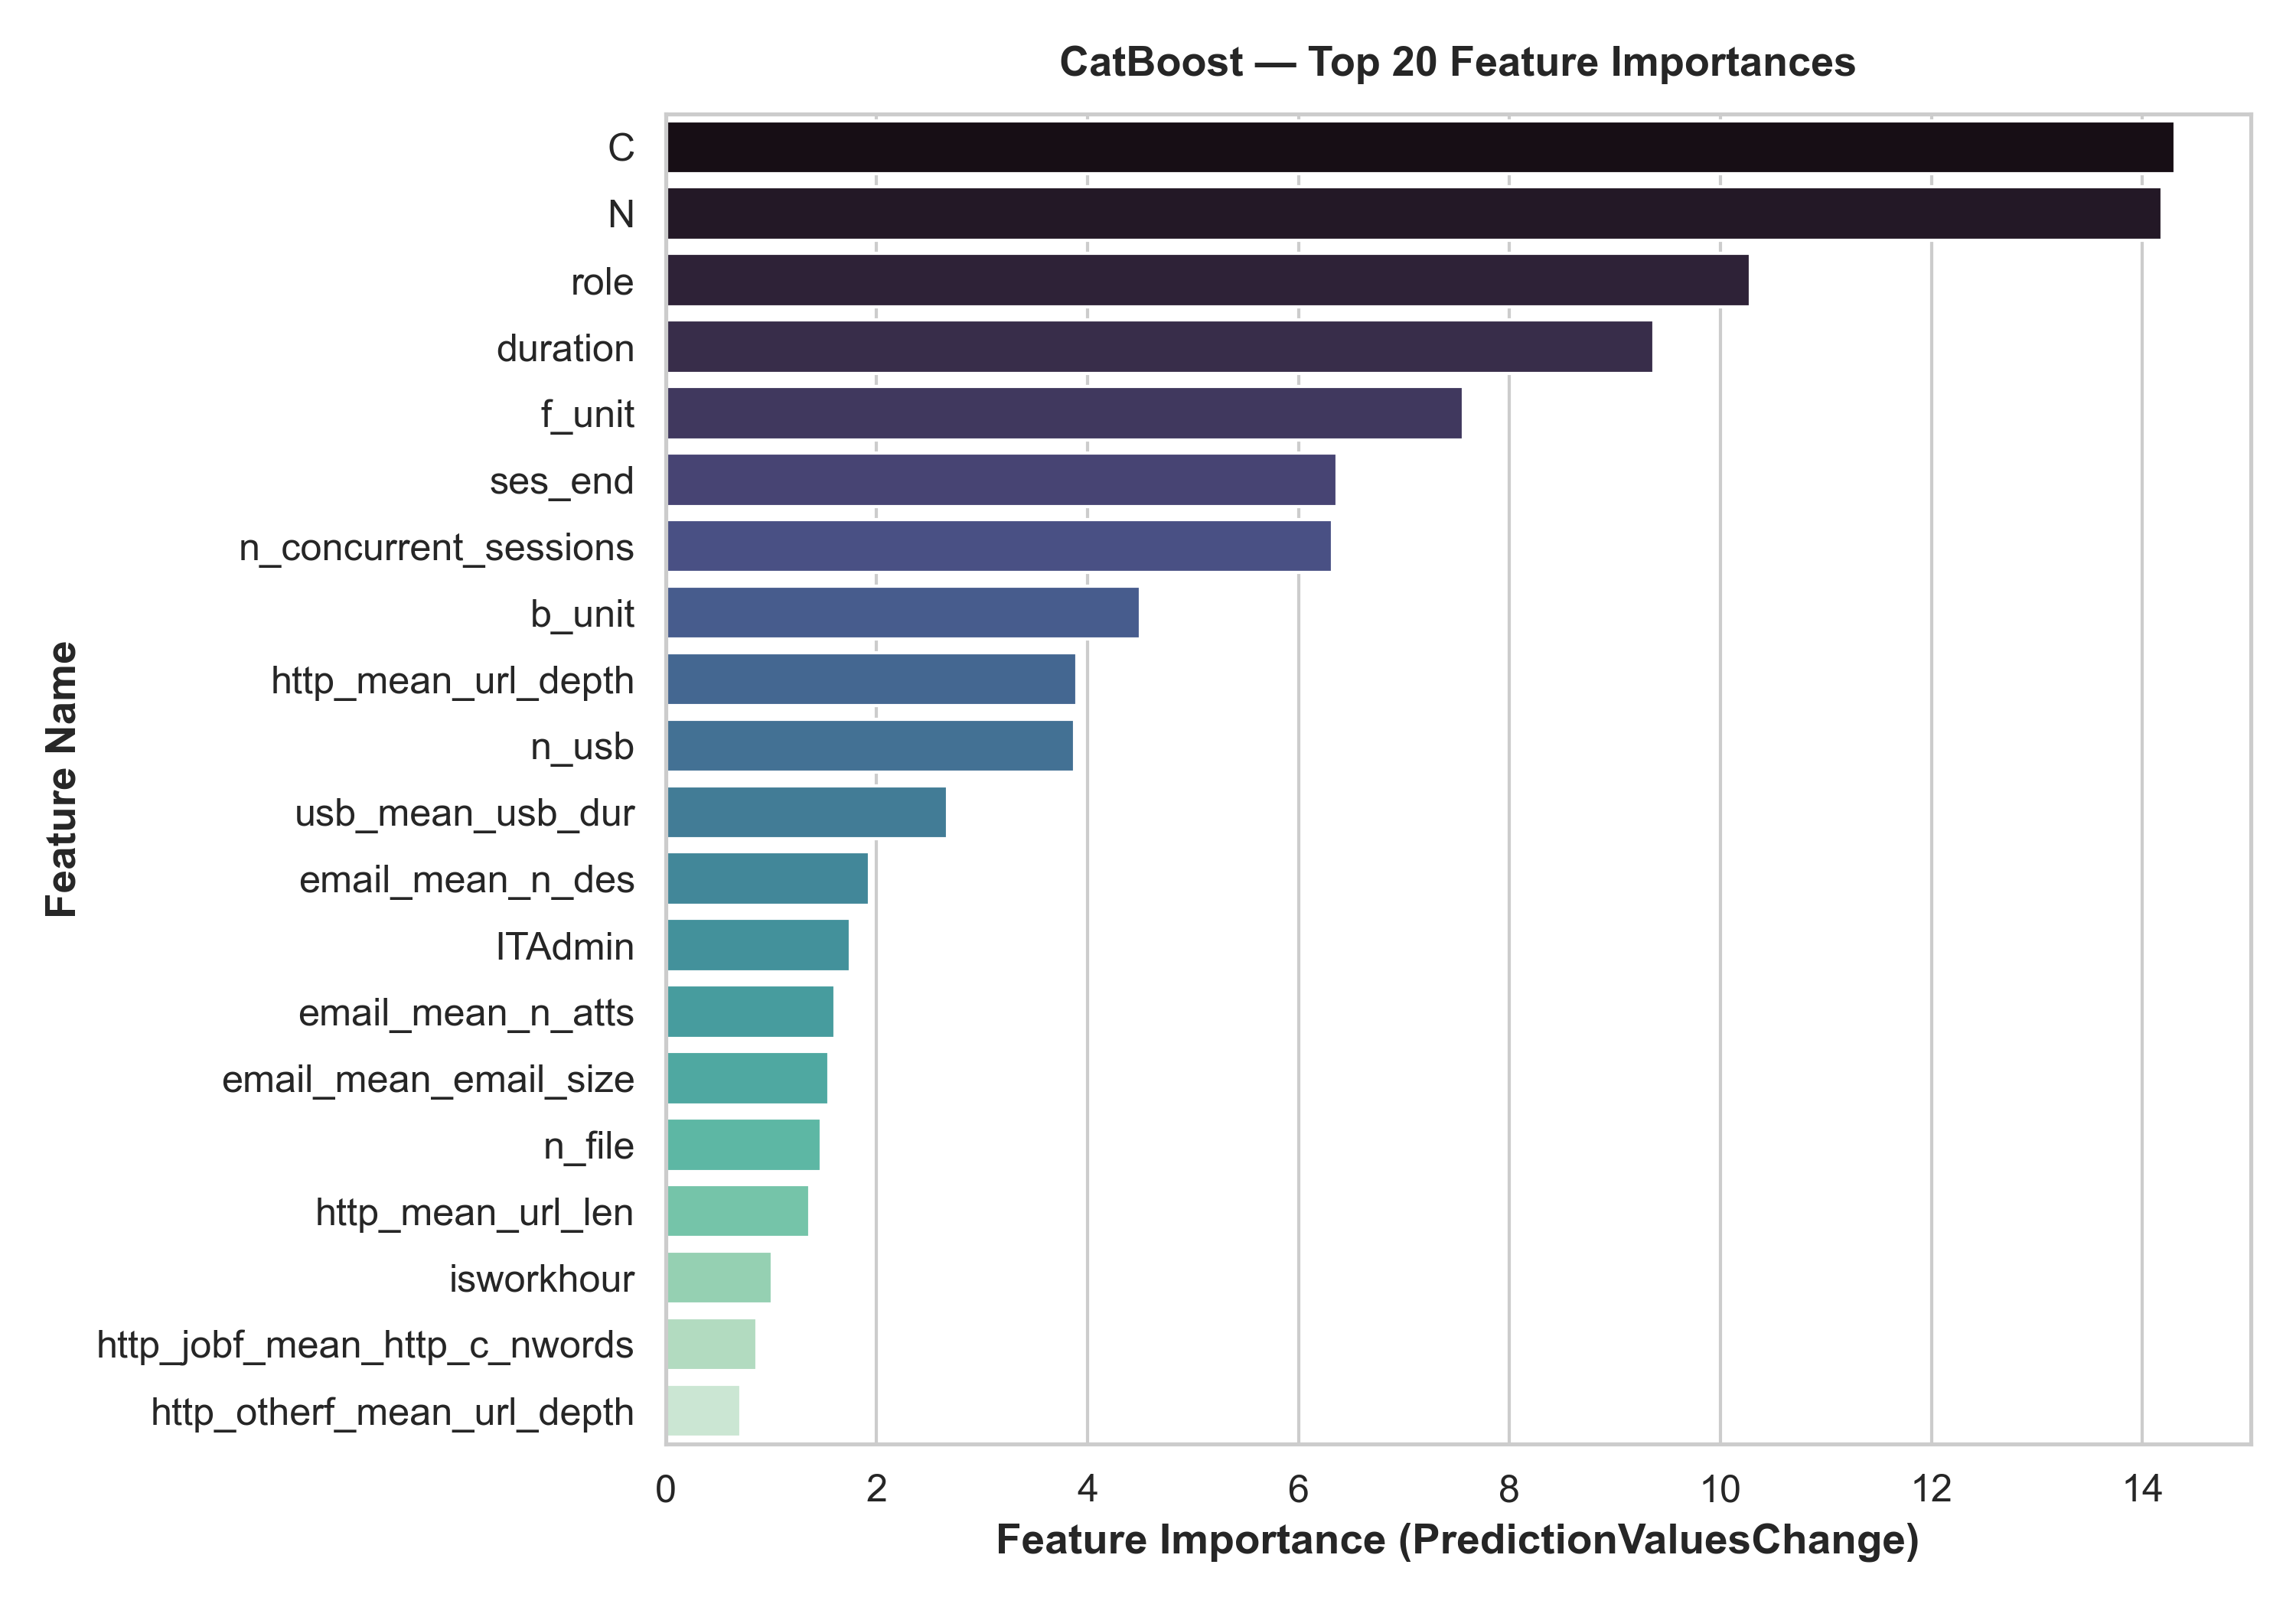 CatBoost — Top 20 Feature Importances
C
N
role
duration
f_unit
ses_end
n_concurrent_sessions
b_unit
http_mean_url_depth
n_usb
usb_mean_usb_dur
email_mean_n_des
ITAdmin
email_mean_n_atts
email_mean_email_size
n_file
http_mean_url_len
isworkhour
http_jobf_mean_http_c_nwords
http_otherf_mean_url_depth
Feature Name
0 2 4 6 8 10 12 14
Feature Importance (PredictionValuesChange)